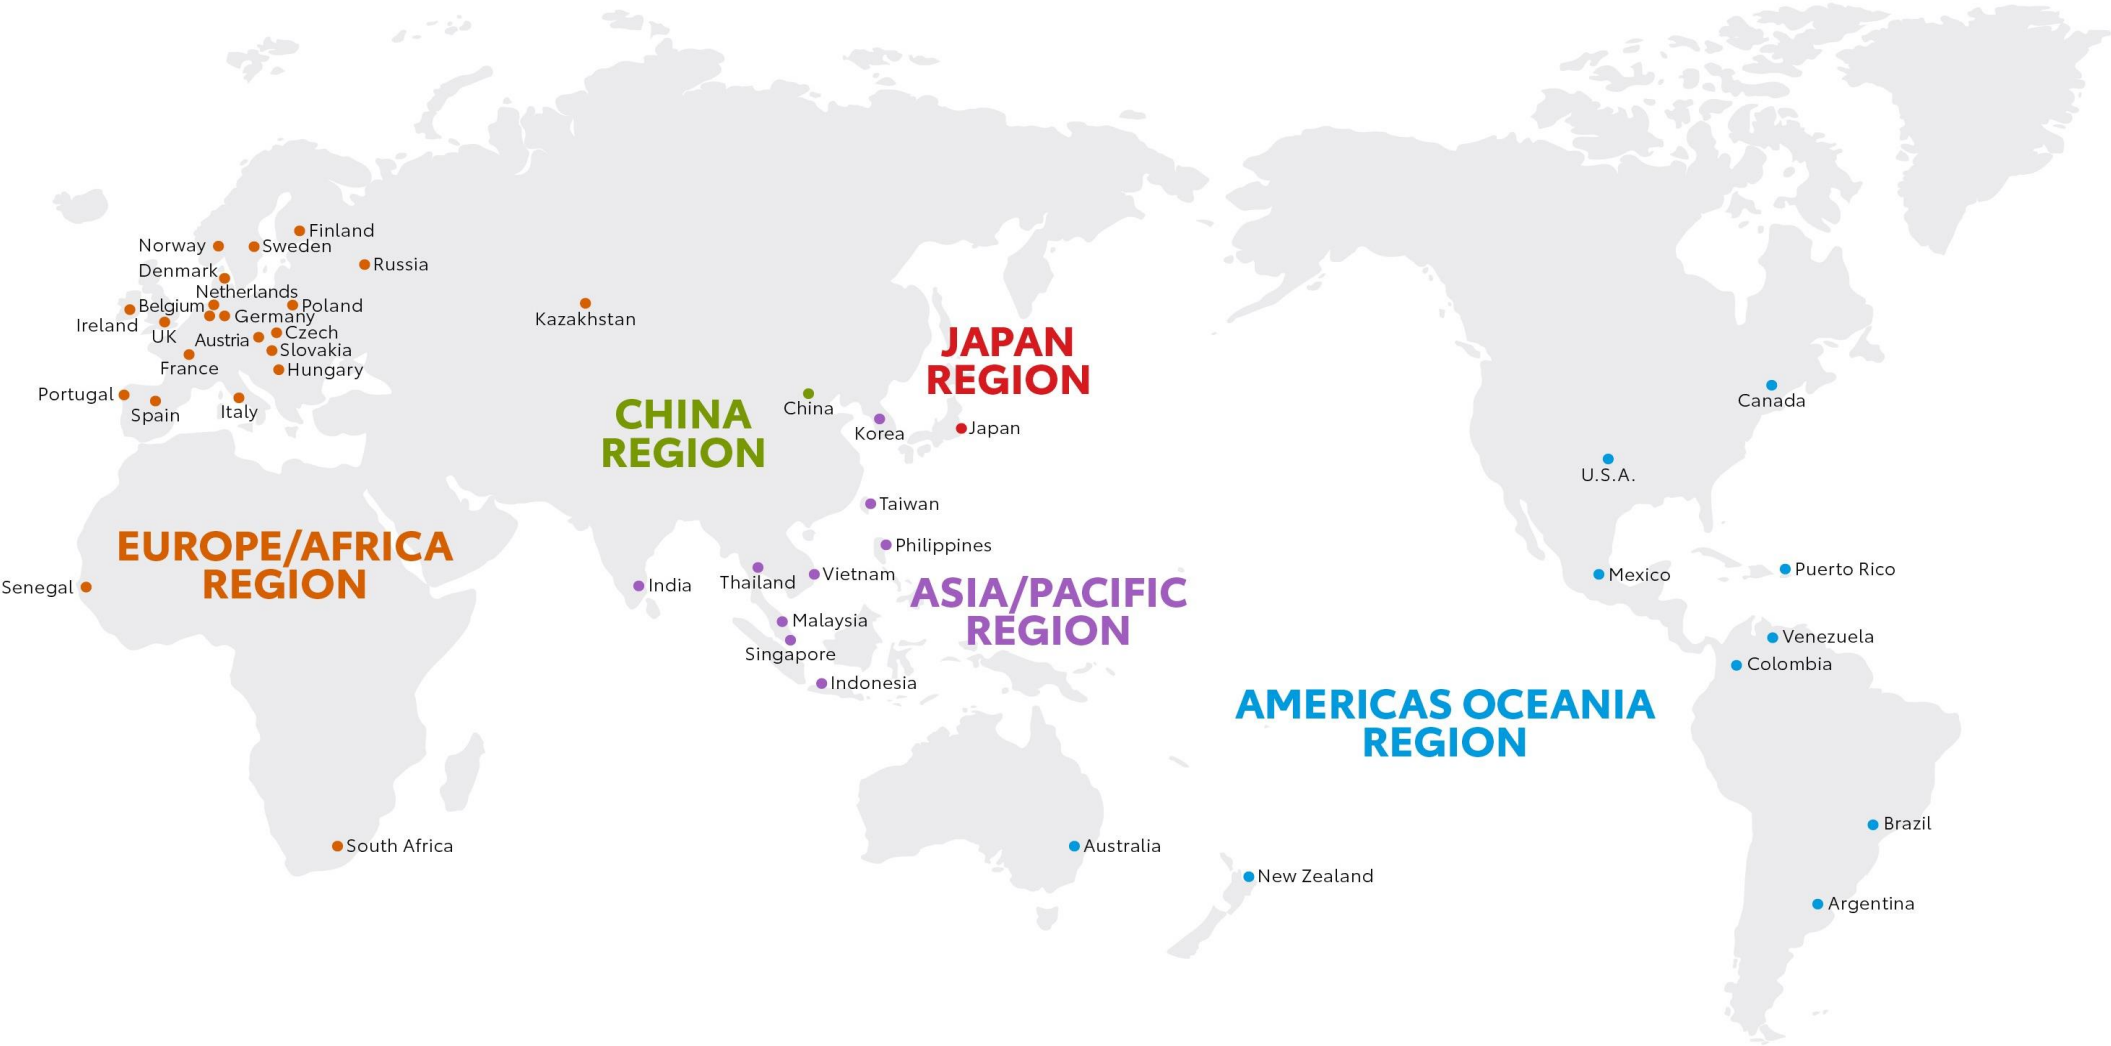 Finland
Norway
Sweden
Denmark
Russia
Netherlands
Belgium
Poland
Ireland
Germany
UK
Austria
Czech
Slovakia
France
Hungary
Portugal
Spain
Italy
Kazakhstan
JAPAN
REGION
CHINA
REGION
China
Korea
Japan
Canada
U.S.A.
Taiwan
EUROPE/AFRICA
REGION
Philippines
Senegal
India
Thailand
Vietnam
ASIA/PACIFIC
REGION
Mexico
Puerto Rico
Malaysia
Singapore
Indonesia
Venezuela
Colombia
AMERICAS OCEANIA
REGION
South Africa
Australia
New Zealand
Brazil
Argentina